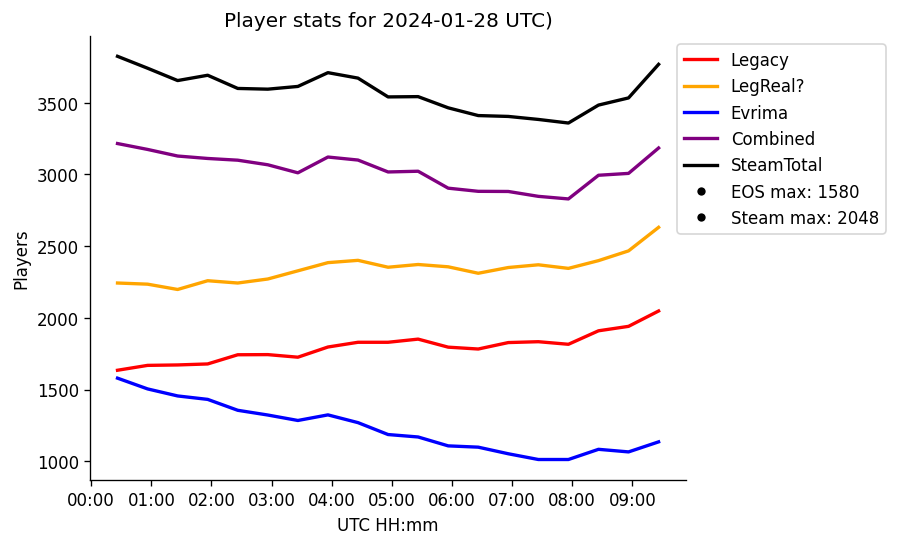 Player stats for 2024-01-28 UTC)
Legacy
LegReal?
Evrima
Combined
SteamTotal
EOS max: 1580
Steam max: 2048
Players
3500
3000
2500
2000
1500
1000
00:00 01:00 02:00 03:00 04:00 05:00 06:00 07:00 08:00 09:00
UTC HH:mm